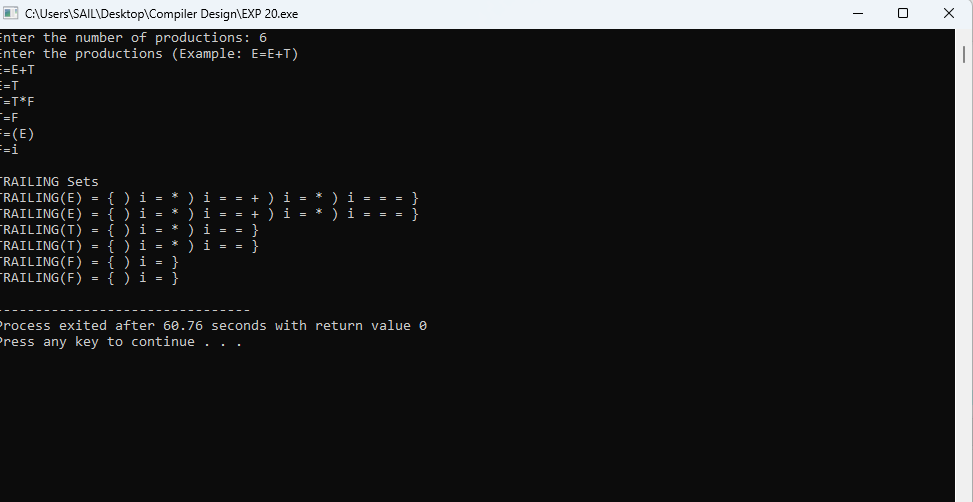 C:\Users\SAIL\Desktop\Compiler Design\EXP 20.exe
Enter the number of productions: 6
Enter the productions (Example: E=E+T)
E=E+T
E=T
T=T*F
T=F
F=(E)
F=i
TRAILING Sets
TRAILING(E) = { ) i = * ) i = = + ) i = * ) i = = = }
TRAILING(E) = { ) i = * ) i = = + ) i = * ) i = = = }
TRAILING(T) = { ) i = * ) i = = }
TRAILING(T) = { ) i = * ) i = = }
TRAILING(F) = { ) i = }
TRAILING(F) = { ) i = }
--------------------------------
Process exited after 60.76 seconds with return value 0
Press any key to continue . . .